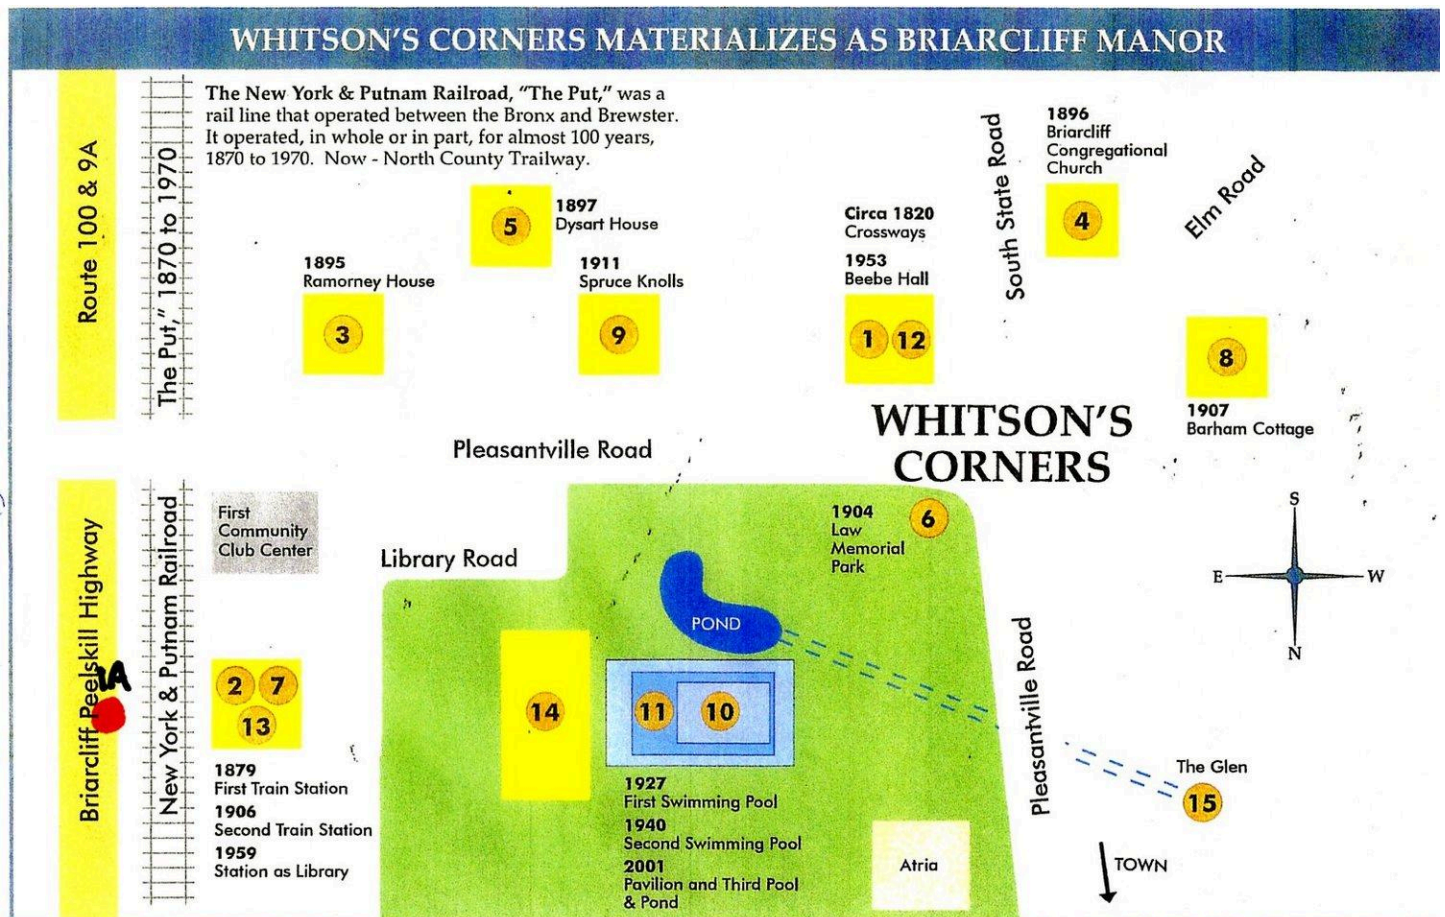 WHITSON'S CORNERS MATERIALIZES AS BRIARCLIFF MANOR
The New York & Putnam Railroad, “The Put,” was a
rail line that operated between the Bronx and Brewster.
It operated, in whole or in part, for almost 100 years,
1870 to 1970. Now - North County Trailway.
Route 100 & 9A
The Put,” 1870 to 1970
5
1897
Dysart House
1895
Ramorney House
3
1911
Spruce Knolls
9
Circa 1820
Crossways
1953
Beebe Hall
1 12
South State Road
1896
Briarcliff
Congregational
Church
4
Elm Road
8
1907
Barham Cottage
WHITSON'S
CORNERS
Pleasantville Road
Briarcliff Peelskill Highway
1A
New York & Putnam Railroad
First
Community
Club Center
Library Road
1904
Law
Memorial
Park
6
POND
S
E W
N
2 7
13
1879
First Train Station
1906
Second Train Station
1959
Station as Library
14
11 10
1927
First Swimming Pool
1940
Second Swimming Pool
2001
Pavilion and Third Pool
& Pond
Atria
Pleasantville Road
The Glen
15
TOWN